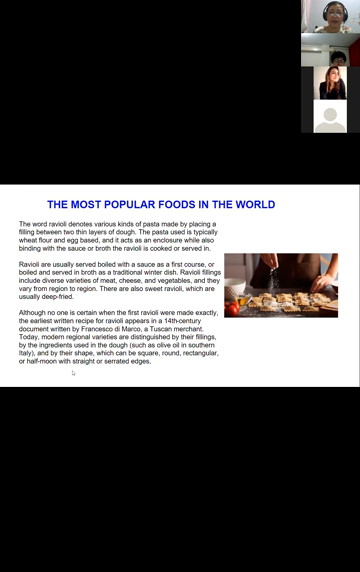 THE MOST POPULAR FOODS IN THE WORLD
The word ravioli denotes various kinds of pasta made by placing a
filling between two thin layers of dough. The pasta used is typically
wheat flour and egg based, and it acts as an enclosure while also
binding with the sauce or broth the ravioli is cooked or served in.
Ravioli are usually served boiled with a sauce as a first course, or
boiled and served in broth as a traditional winter dish. Ravioli fillings
include diverse varieties of meat, cheese, and vegetables, and they
vary from region to region. There are also sweet ravioli, which are
usually deep-fried.
Although no one is certain when the first ravioli were made exactly,
the earliest written recipe for ravioli appears in a 14th-century
document written by Francesco di Marco, a Tuscan merchant.
Today, modern regional varieties are distinguished by their fillings,
by the ingredients used in the dough (such as olive oil in southern
Italy), and by their shape, which can be square, round, rectangular,
or half-moon with straight or serrated edges.